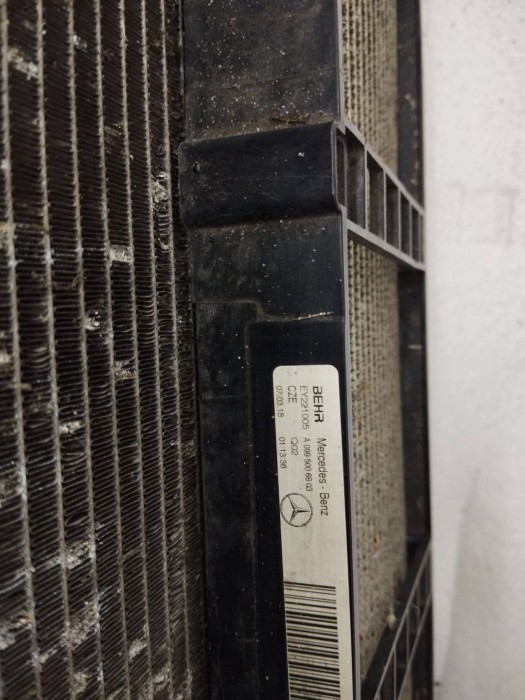 BEHR Mercedes - Benz
EY221005 A 099 500 68 03
CZE Q02
07.03.18 01:13:36